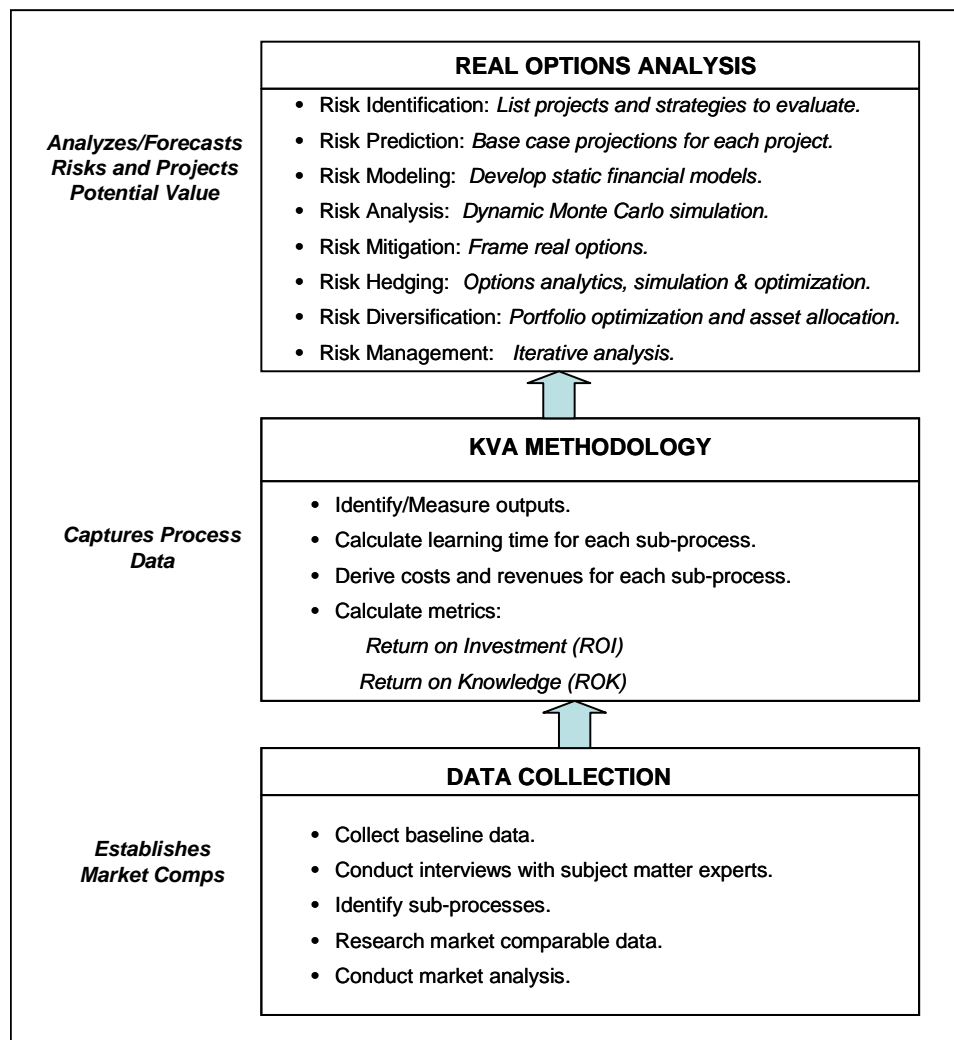 REAL OPTIONS ANALYSIS
Analyzes/Forecasts
Risks and Projects
Potential Value
• Risk Identification: List projects and strategies to evaluate.
• Risk Prediction: Base case projections for each project.
• Risk Modeling: Develop static financial models.
• Risk Analysis: Dynamic Monte Carlo simulation.
• Risk Mitigation: Frame real options.
• Risk Hedging: Options analytics, simulation & optimization.
• Risk Diversification: Portfolio optimization and asset allocation.
• Risk Management: Iterative analysis.
KVA METHODOLOGY
Captures Process
Data
• Identify/Measure outputs.
• Calculate learning time for each sub-process.
• Derive costs and revenues for each sub-process.
• Calculate metrics:
Return on Investment (ROI)
Return on Knowledge (ROK)
DATA COLLECTION
Establishes
Market Comps
• Collect baseline data.
• Conduct interviews with subject matter experts.
• Identify sub-processes.
• Research market comparable data.
• Conduct market analysis.